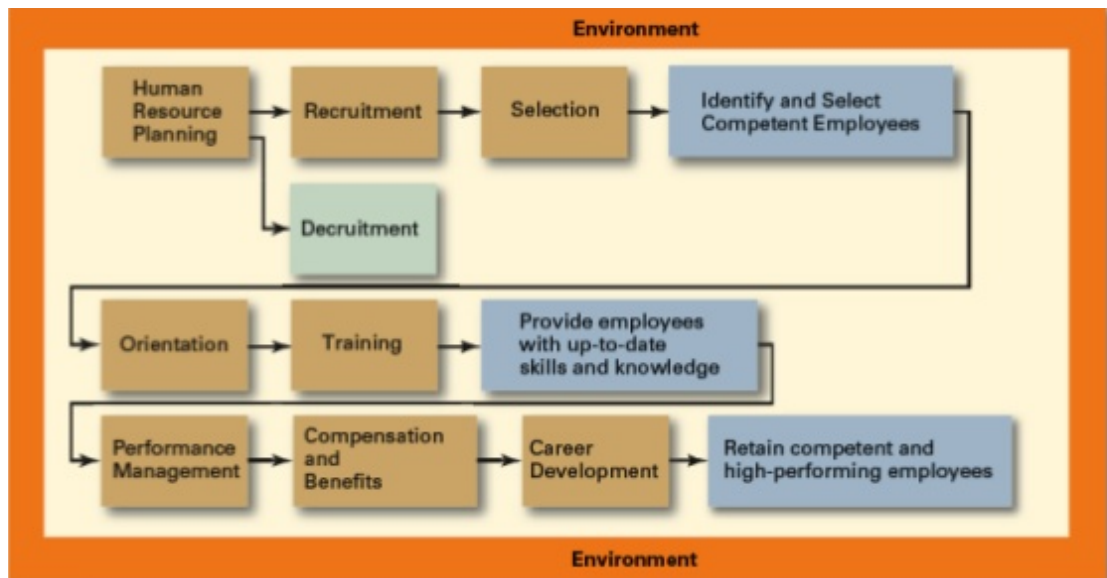 Environment
Human
Resource
Planning
Recruitment
Selection
Identify and Select
Competent Employees
Decruitment
Orientation
Training
Provide employees
with up-to-date
skills and knowledge
Performance
Management
Compensation
and
Benefits
Career
Development
Retain competent and
high-performing employees
Environment